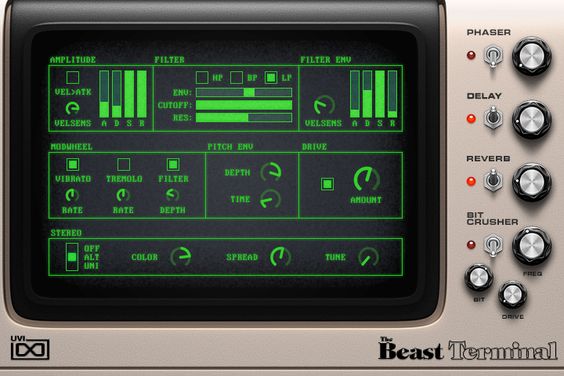 AMPLITUDE FILTER FILTER ENV
VEL>ATK HP BP LP
ENV:
CUTOFF:
RES:
VELSENS A D S R VELSENS A D S R
MODWHEEL PITCH ENV DRIVE
VIBRATO TREMOLO FILTER DEPTH
RATE RATE DEPTH TIME AMOUNT
STEREO
OFF
ALT
UNI
COLOR SPREAD TUNE
PHASER
DELAY
REVERB
BIT
CRUSHER
FREQ
BIT
DRIVE
UVI
The Beast Terminal